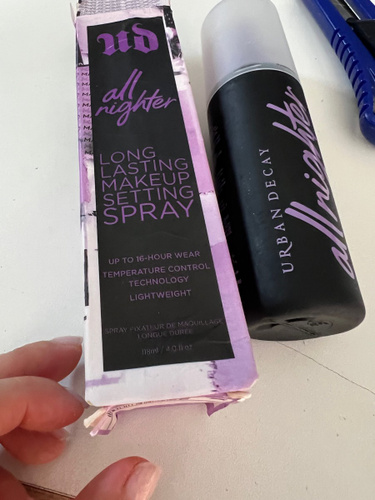 ud
all
nighter
LONG
LASTING
MAKEUP
SETTING
SPRAY
UP TO 16-HOUR WEAR
TEMPERATURE CONTROL
TECHNOLOGY
LIGHTWEIGHT
SPRAY FIXATEUR DE MAQUILLAGE
LONGUE DURÉE
118ml / 4.0 fl oz
URBAN DECAY
all nighter